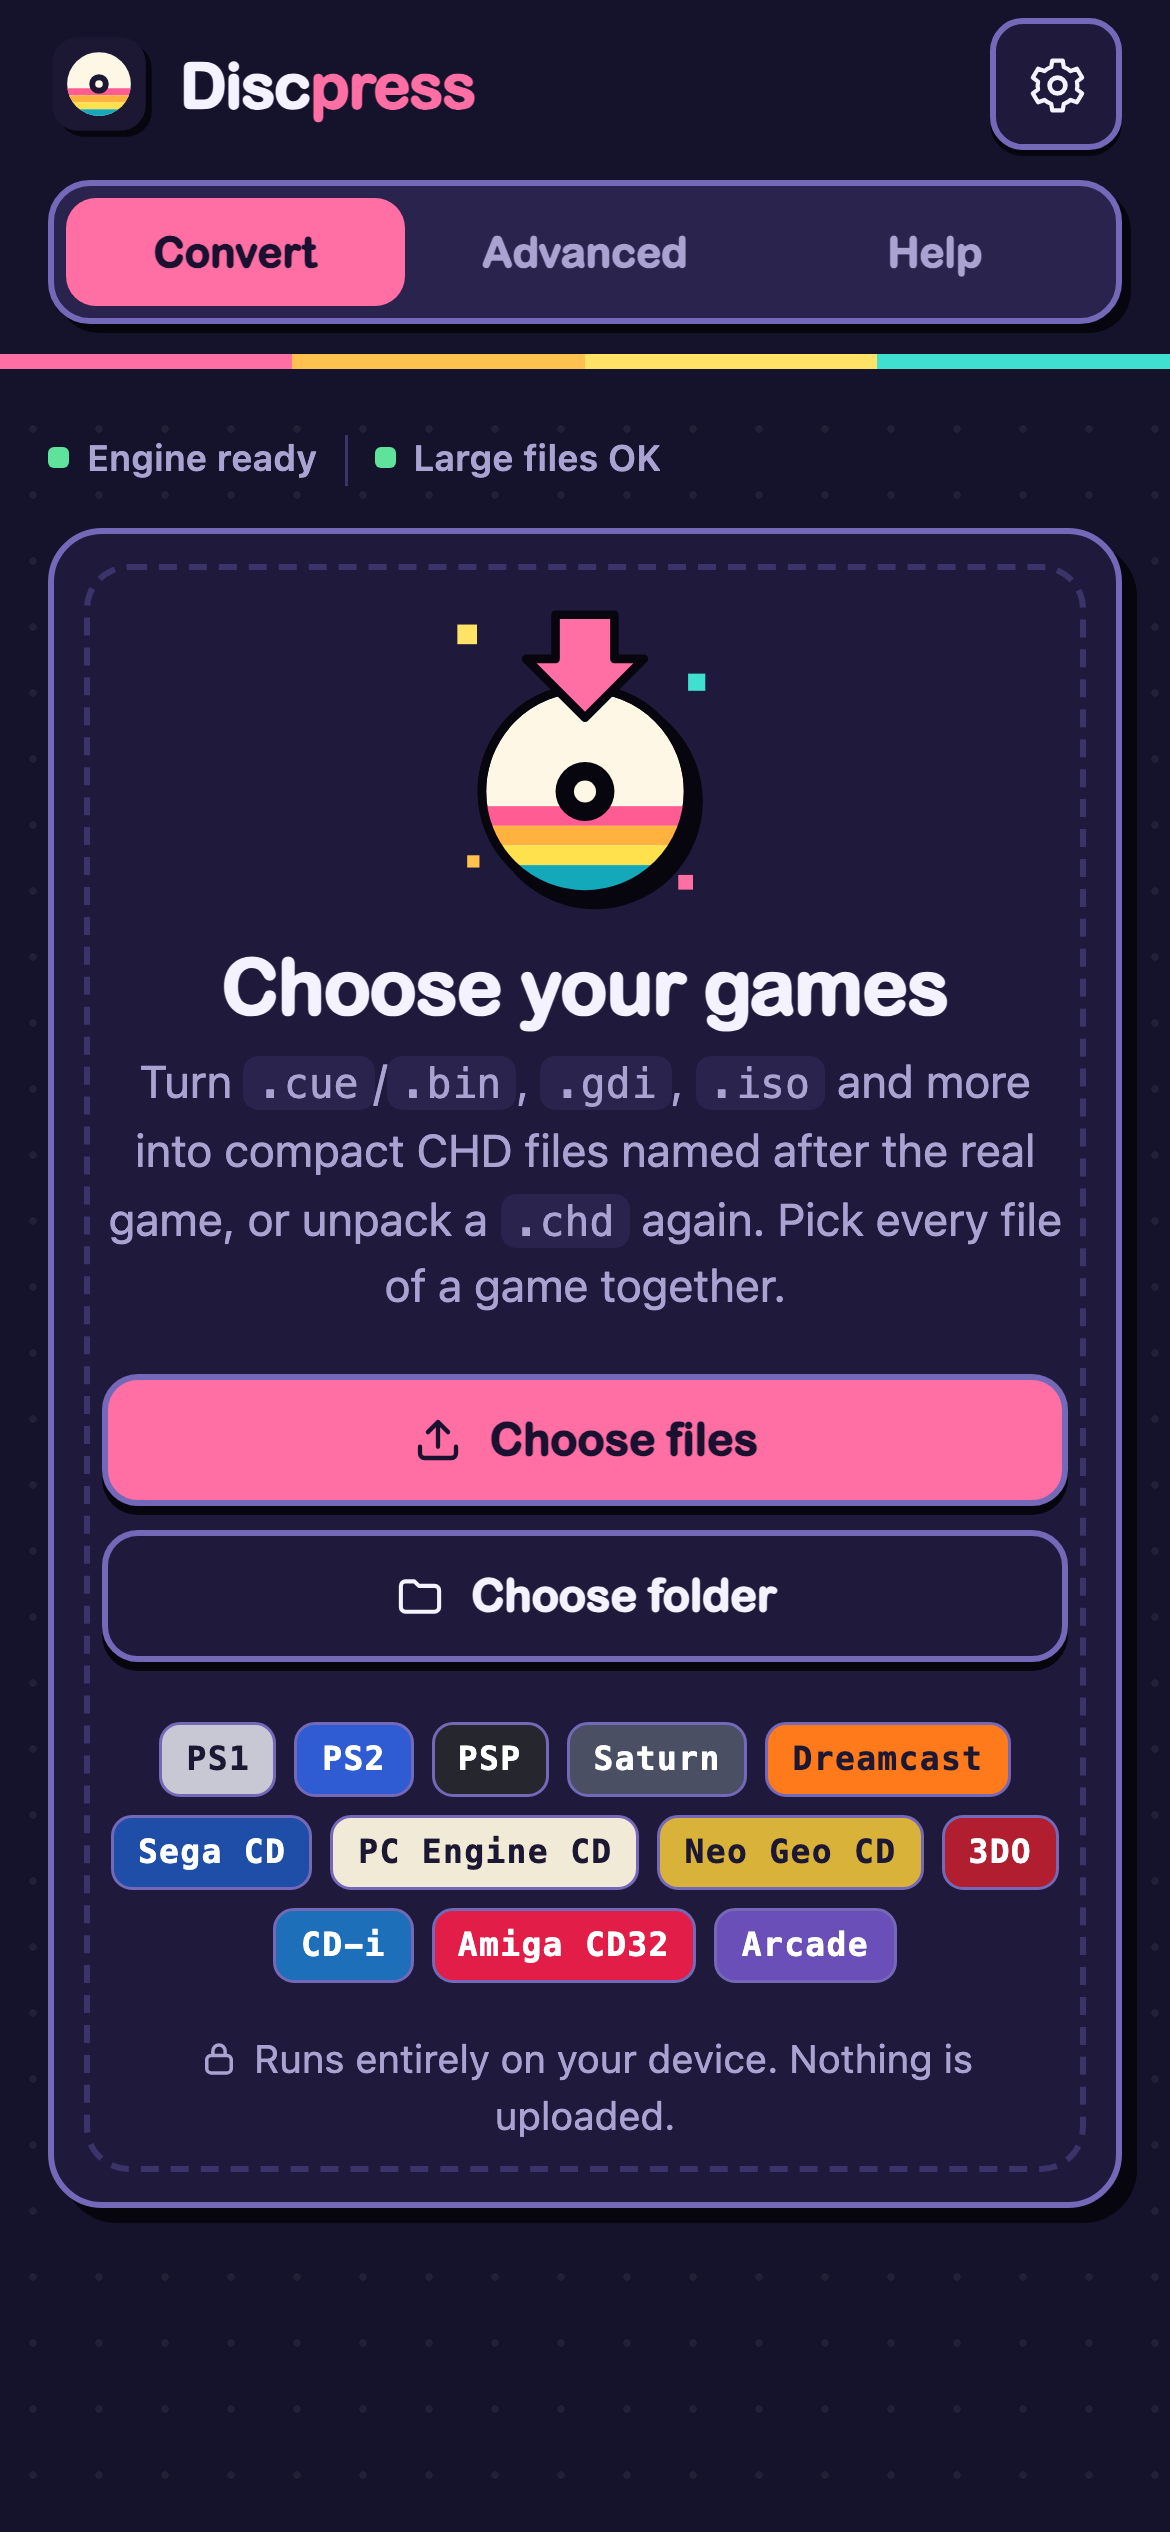 Discpress
Convert Advanced Help
Engine ready Large files OK
Choose your games
Turn .cue/.bin, .gdi, .iso and more
into compact CHD files named after the real
game, or unpack a .chd again. Pick every file
of a game together.
Choose files
Choose folder
PS1 PS2 PSP Saturn Dreamcast
Sega CD PC Engine CD Neo Geo CD 3DO
CD-i Amiga CD32 Arcade
Runs entirely on your device. Nothing is
uploaded.